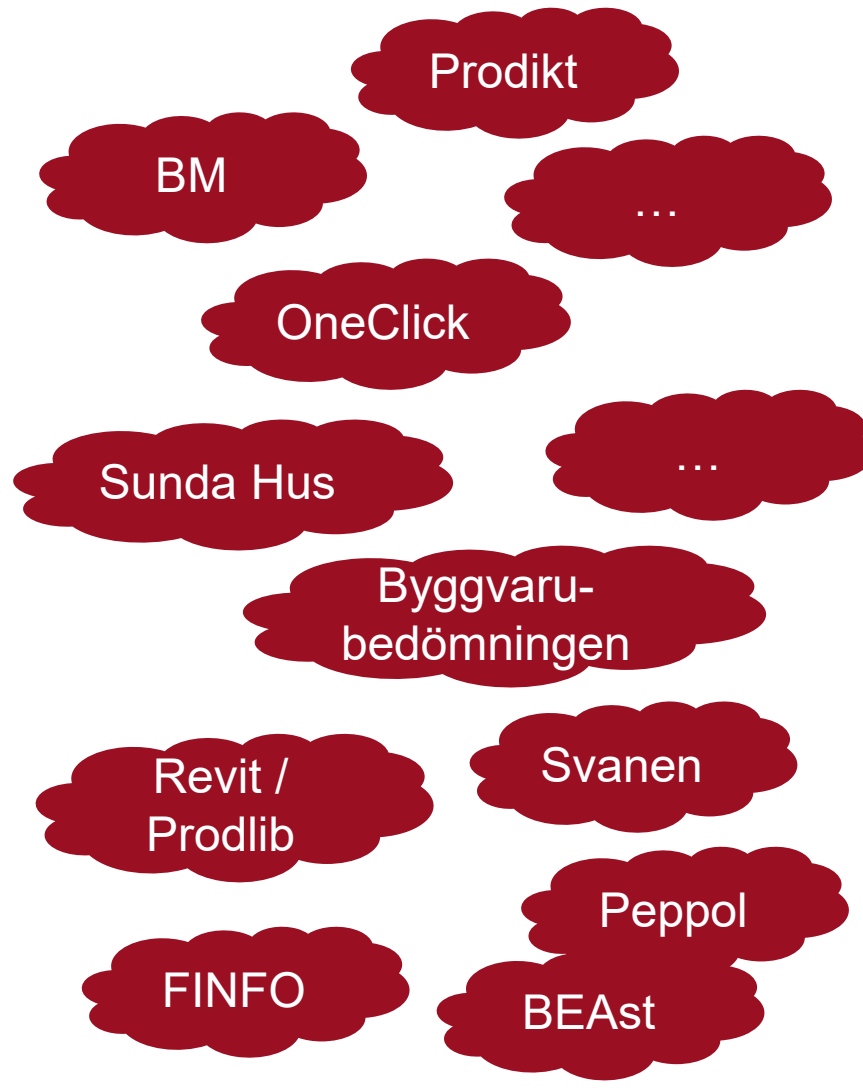 Prodikt
BM
...
OneClick
Sunda Hus
...
Byggvaru-
bedömningen
Svanen
Revit /
Prodlib
Peppol
FINFO
BEAst